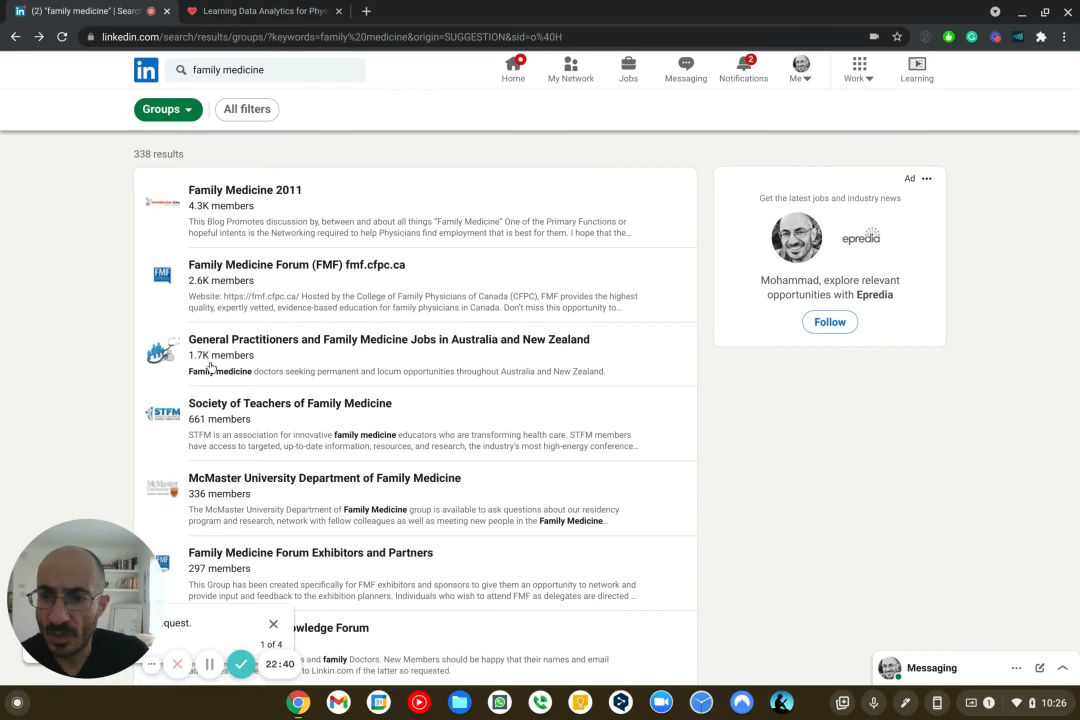 (2) "family medicine" | Searc
Learning Data Analytics for Phy
linkedin.com/search/results/groups/?keywords=family%20medicine&origin=SUGGESTION&sid=o%40H
in
family medicine
Home
My Network
Jobs
Messaging
2
Notifications
Me
Work
Learning
Groups
All filters
338 results
Family Medicine 2011
4.3K members
This Blog Promotes discussion by, between and about all things "Family Medicine" One of the Primary Functions or
hopeful intents is the Networking required to help Physicians find employment that is best for them. I hope that the...
FMF
Family Medicine Forum (FMF) fmf.cfpc.ca
2.6K members
Website: https://fmf.cfpc.ca/ Hosted by the College of Family Physicians of Canada (CFPC), FMF provides the highest
quality, expertly vetted, evidence-based education for family physicians in Canada. Don't miss this opportunity to...
General Practitioners and Family Medicine Jobs in Australia and New Zealand
1.7K members
Family medicine doctors seeking permanent and locum opportunities throughout Australia and New Zealand.
STFM
Society of Teachers of Family Medicine
661 members
STFM is an association for innovative family medicine educators who are transforming health care. STFM members
have access to targeted, up-to-date information, resources, and research, the industry's most high-energy conference...
McMaster
McMaster University Department of Family Medicine
336 members
The McMaster University Department of Family Medicine group is available to ask questions about our residency
program and research, network with fellow colleagues as well as meeting new people in the Family Medicine...
Family Medicine Forum Exhibitors and Partners
297 members
This Group has been created specifically for FMF exhibitors and sponsors to give them an opportunity to network and
provide input and feedback to the exhibition planners. Individuals who wish to attend FMF as delegates are directed ...
wledge Forum
s and family Doctors. New Members should be happy that their names and email
to Linkin.com if the latter so requested.
Ad
Get the latest jobs and industry news
epredia
Mohammad, explore relevant
opportunities with Epredia
Follow
quest.
1 of 4
22:40
Messaging
31
1
10:26